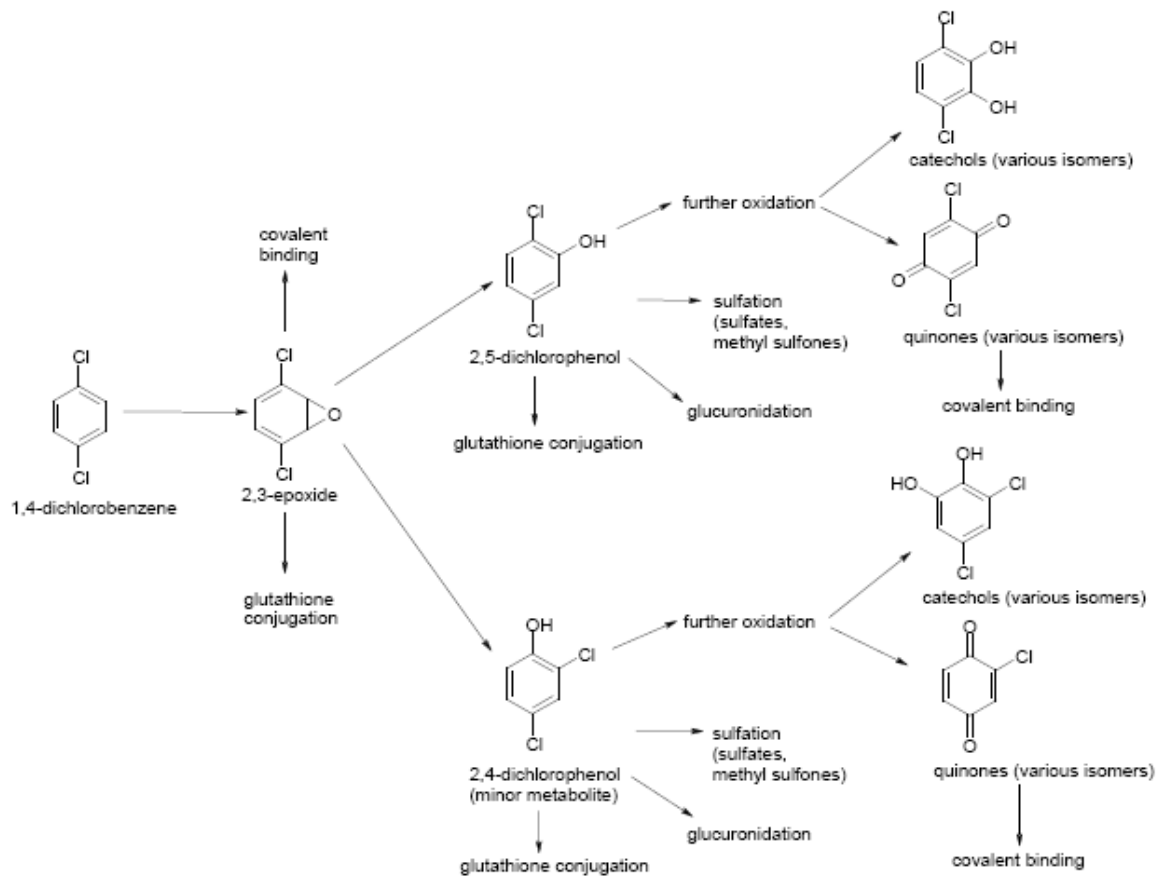 Cl
OH
OH
Cl
catechols (various isomers)
Cl
OH
Cl
2,5-dichlorophenol
further oxidation
Cl
O
O
Cl
quinones (various isomers)
covalent binding
covalent
binding
sulfation
(sulfates,
methyl sulfones)
glucuronidation
glutathione conjugation
Cl
Cl
1,4-dichlorobenzene
Cl
O
Cl
2,3-epoxide
glutathione
conjugation
OH
HO
Cl
Cl
catechols (various isomers)
further oxidation
OH
Cl
Cl
2,4-dichlorophenol
(minor metabolite)
O
Cl
O
quinones (various isomers)
sulfation
(sulfates,
methyl sulfones)
glucuronidation
glutathione conjugation
covalent binding